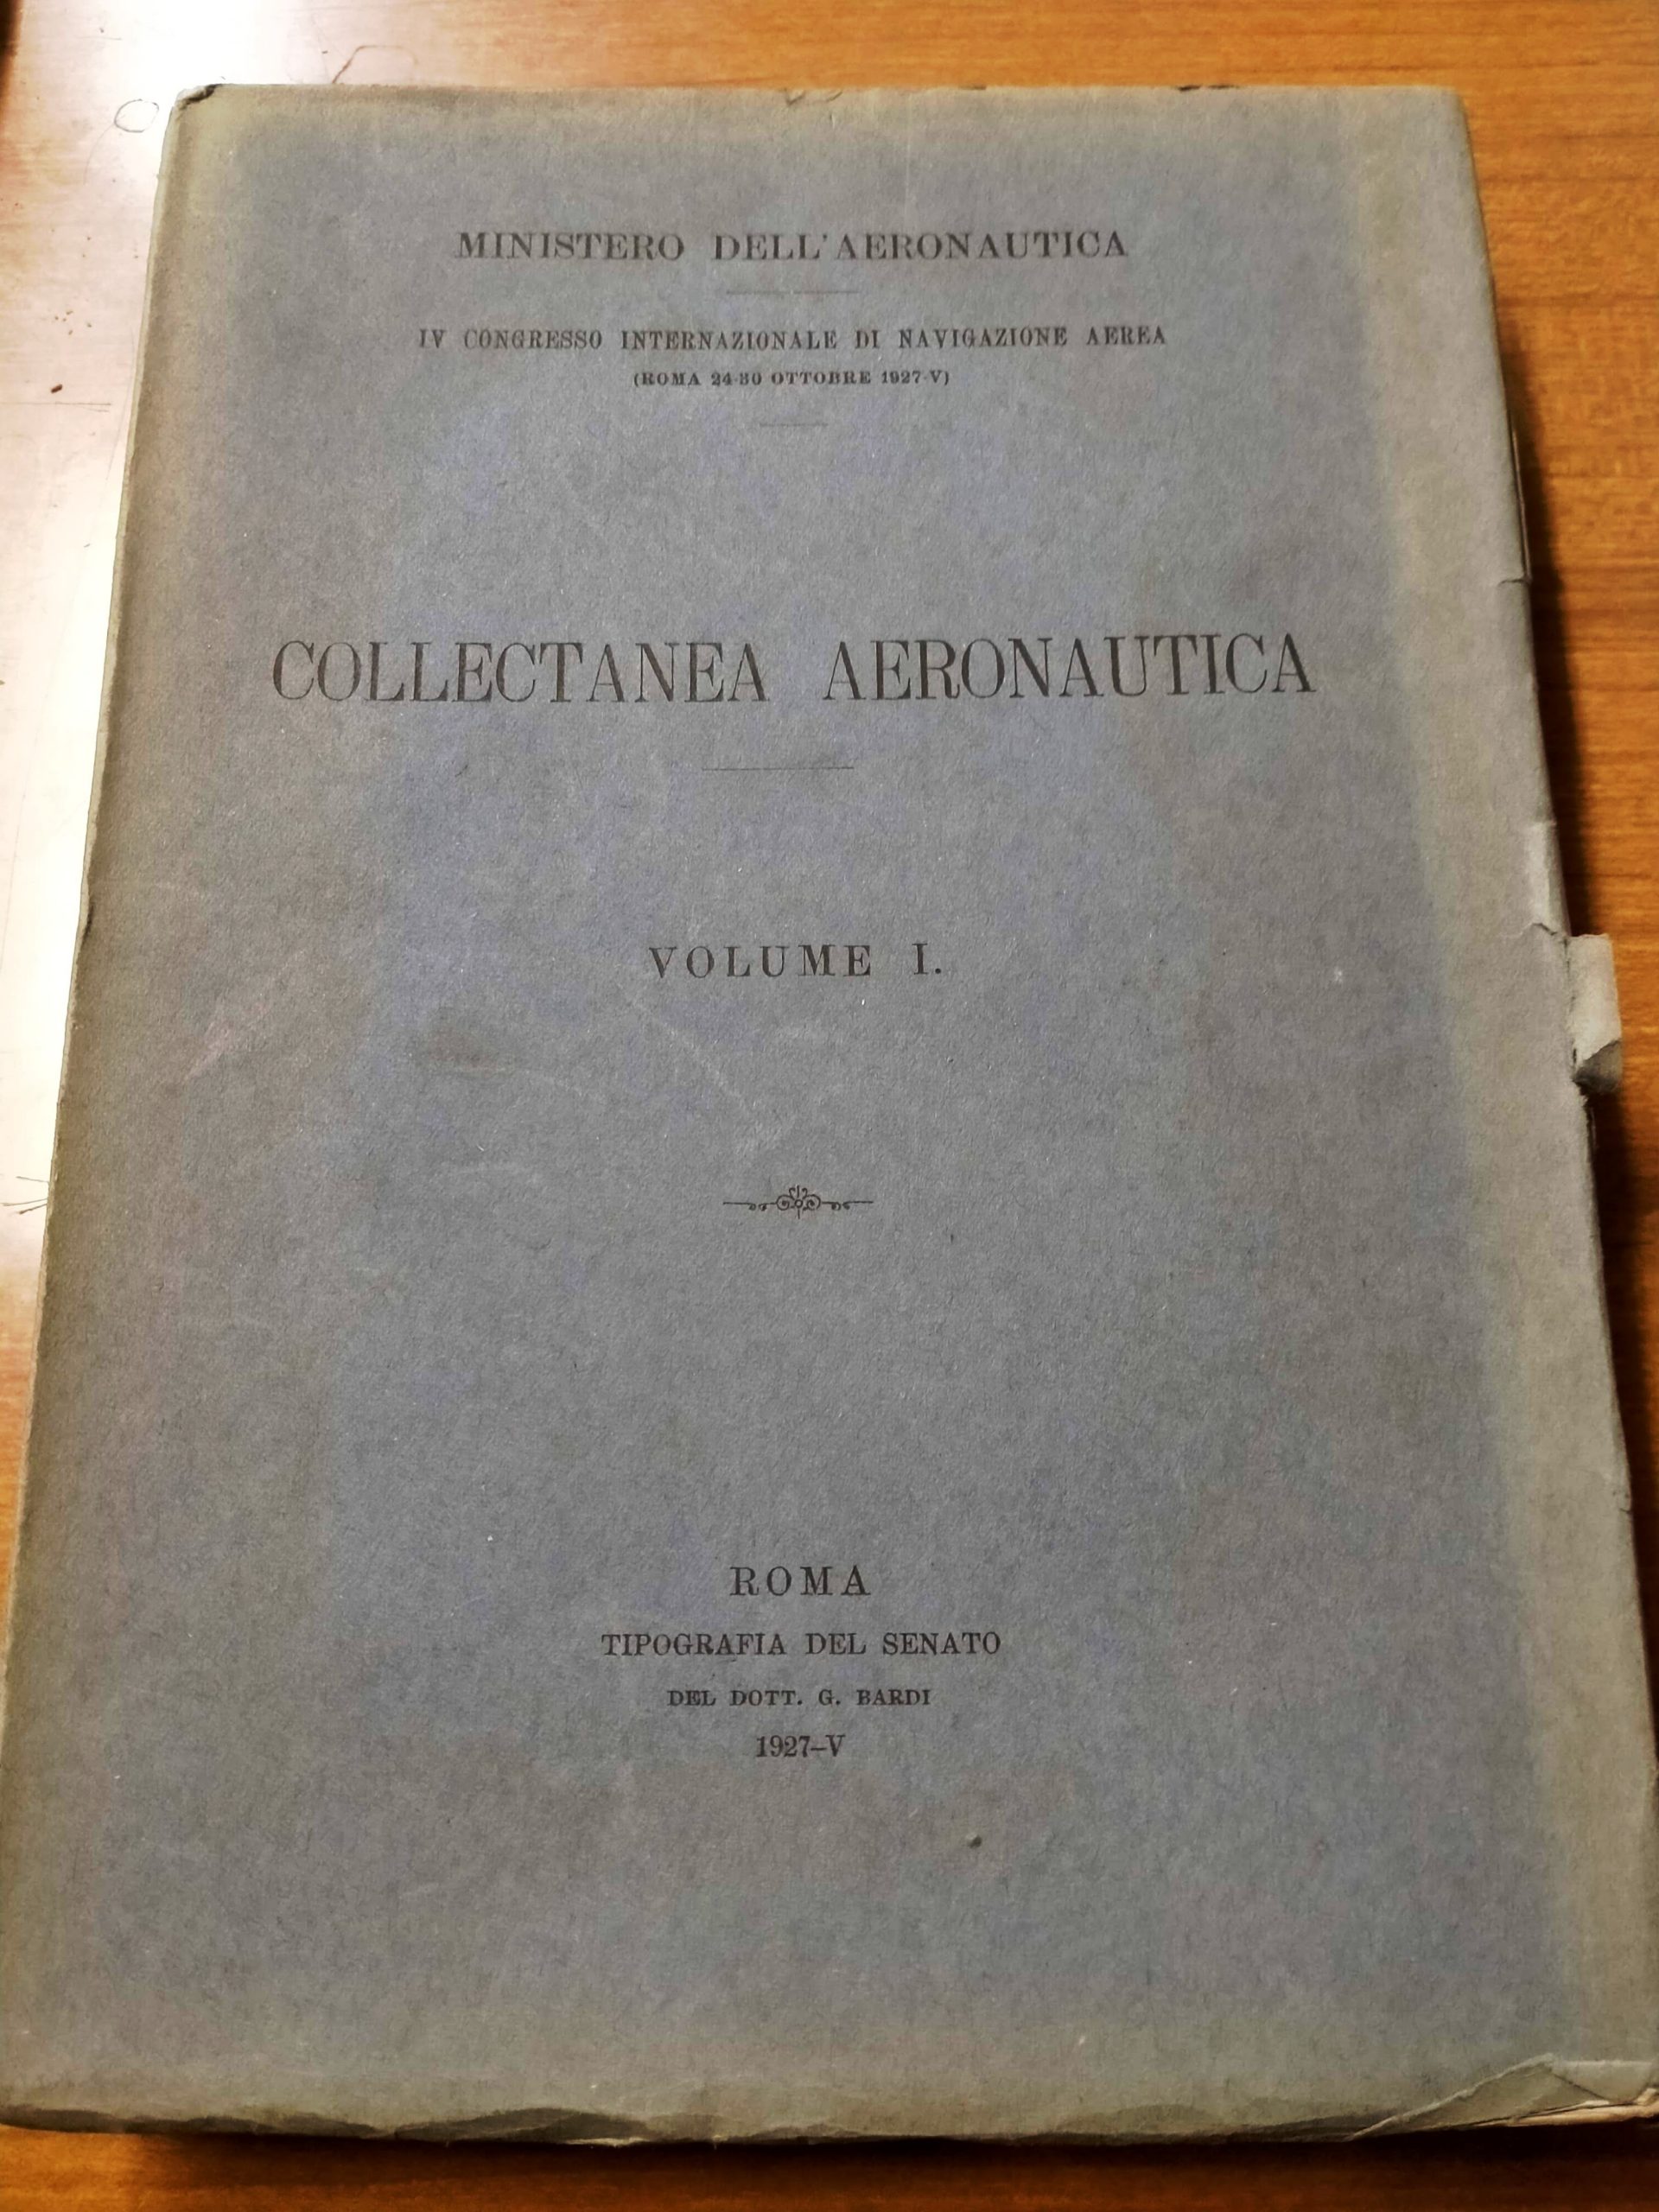 MINISTERO DELL'AERONAUTICA
IV CONGRESSO INTERNAZIONALE DI NAVIGAZIONE AEREA
(ROMA 24-30 OTTOBRE 1927-V)
COLLECTANEA AERONAUTICA
VOLUME I.
ROMA
TIPOGRAFIA DEL SENATO
DEL DOTT. G. BARDI
1927–V